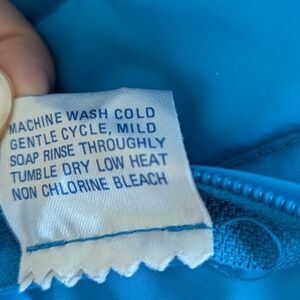 MACHINE WASH COLD
GENTLE CYCLE, MILD
SOAP RINSE THROUGHLY
TUMBLE DRY LOW HEAT
NON CHLORINE BLEACH